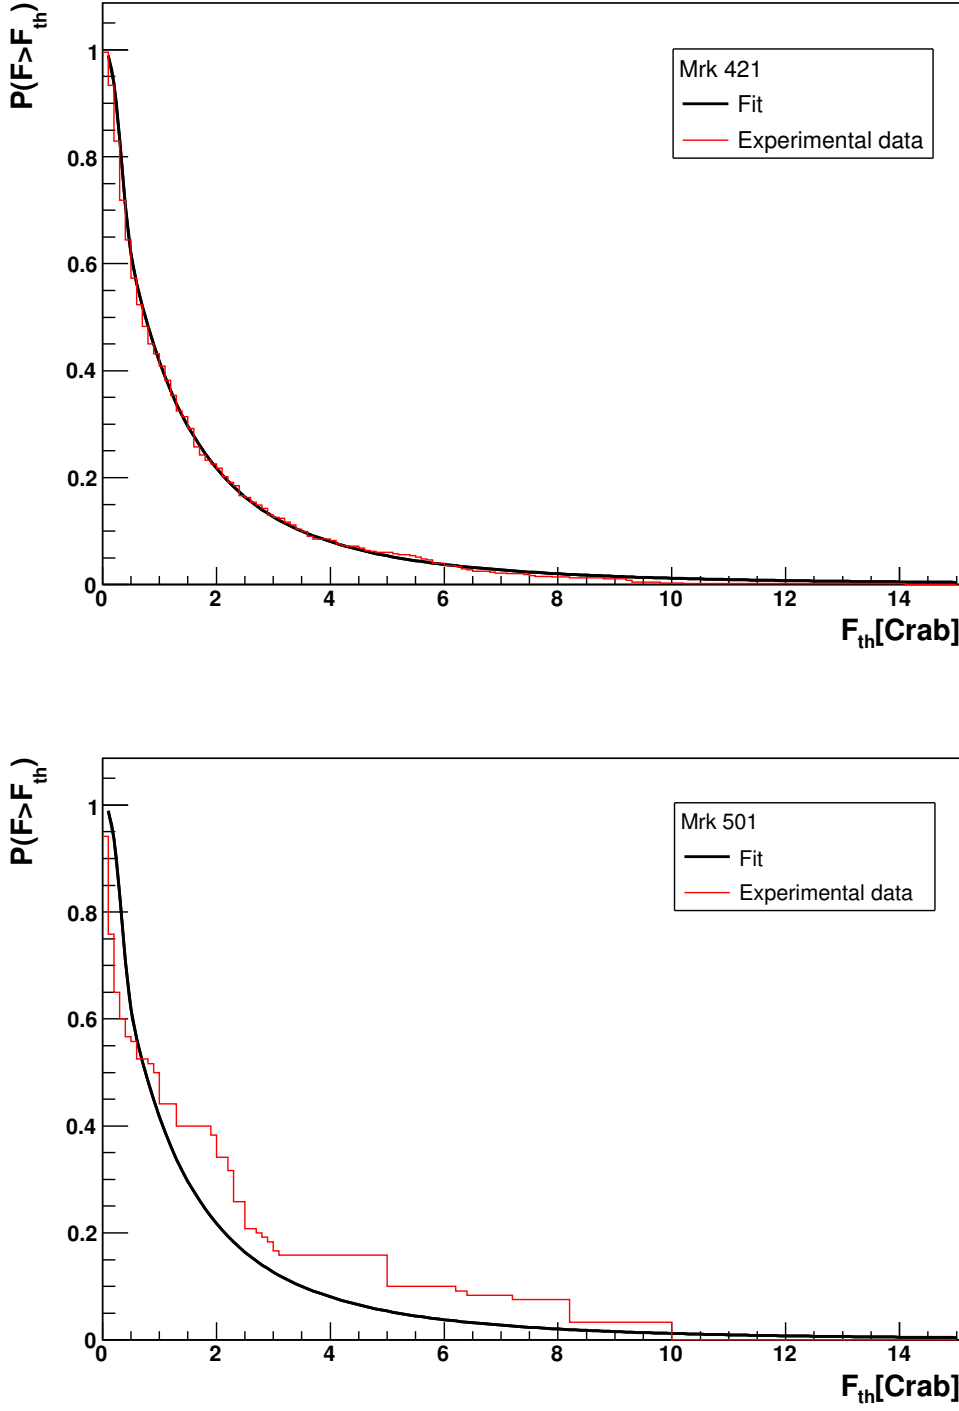 P(F>F_th)
Mrk 421
Fit
Experimental data
1
0.8
0.6
0.4
0.2
0
0 2 4 6 8 10 12 14
F_th[Crab]
P(F>F_th)
Mrk 501
Fit
Experimental data
1
0.8
0.6
0.4
0.2
0
0 2 4 6 8 10 12 14
F_th[Crab]